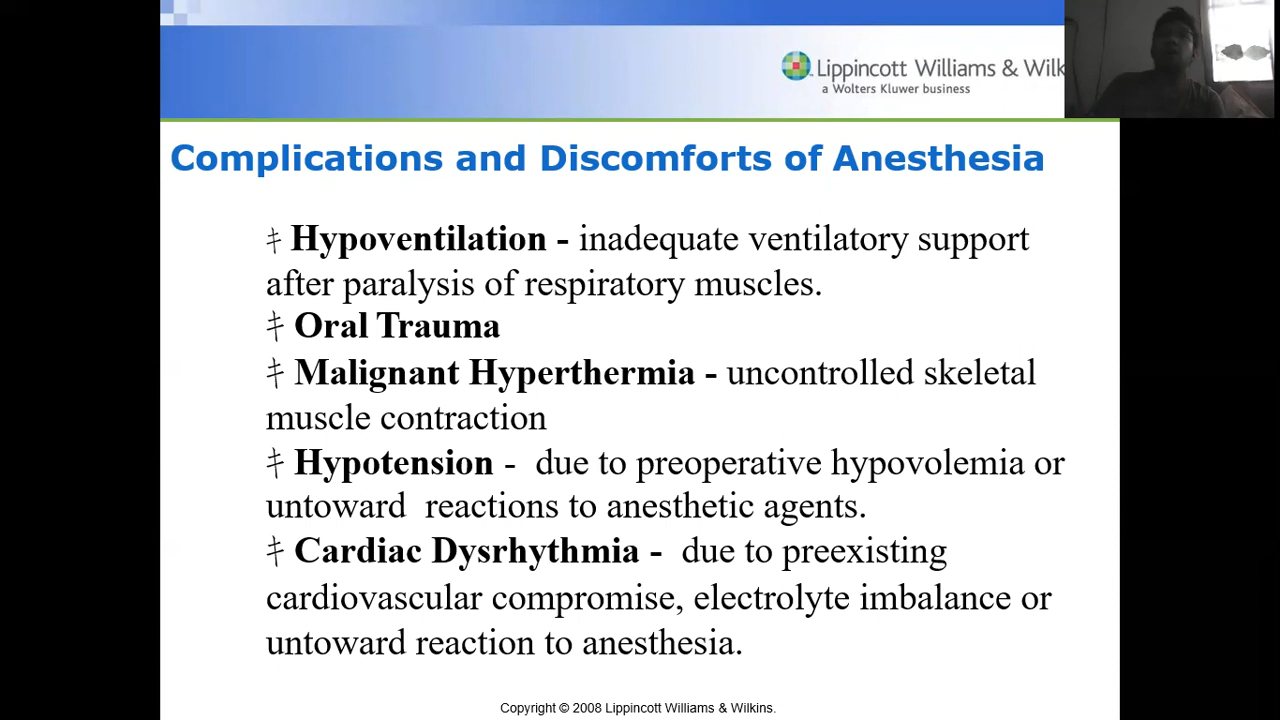 Lippincott Williams & Wilk
a Wolters Kluwer business
Complications and Discomforts of Anesthesia
ⵊ Hypoventilation - inadequate ventilatory support
after paralysis of respiratory muscles.
ⵊ Oral Trauma
ⵊ Malignant Hyperthermia - uncontrolled skeletal
muscle contraction
ⵊ Hypotension - due to preoperative hypovolemia or
untoward reactions to anesthetic agents.
ⵊ Cardiac Dysrhythmia - due to preexisting
cardiovascular compromise, electrolyte imbalance or
untoward reaction to anesthesia.
Copyright © 2008 Lippincott Williams & Wilkins.